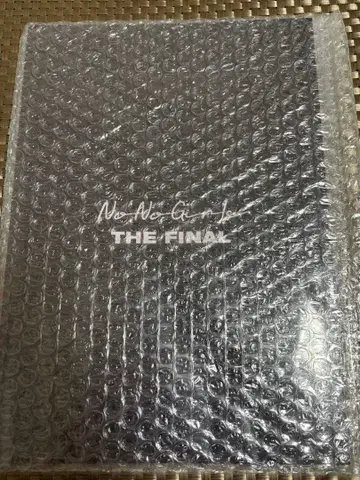 No No Girls
THE FINAL